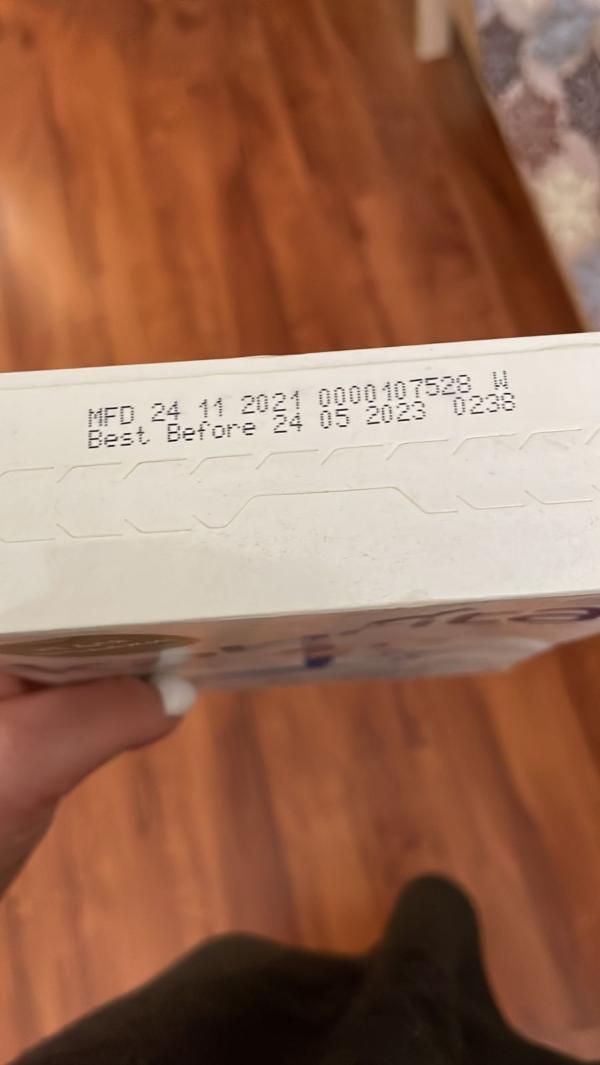 MFD 24 11 2021 0000107528 W
Best Before 24 05 2023 0238